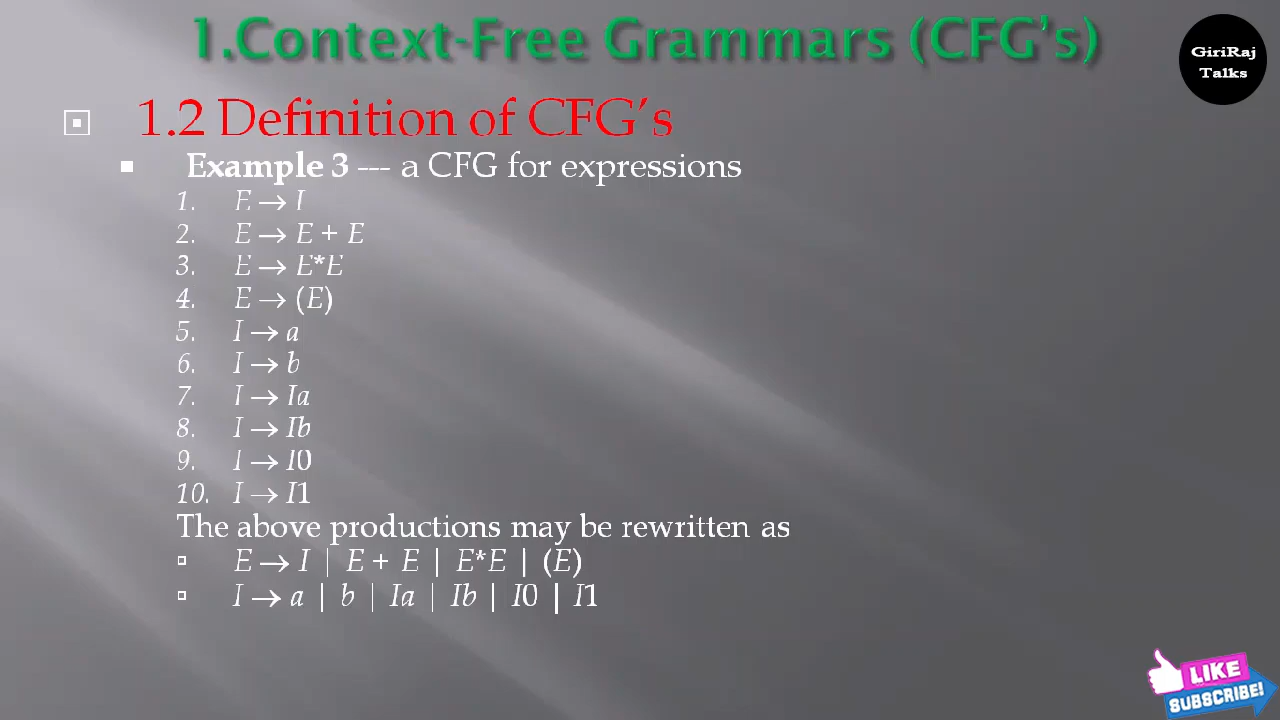 1.Context-Free Grammars (CFG's)
GiriRaj
Talks
1.2 Definition of CFG's
Example 3 --- a CFG for expressions
1. E → I
2. E → E + E
3. E → E*E
4. E → (E)
5. I → a
6. I → b
7. I → Ia
8. I → Ib
9. I → I0
10. I → I1
The above productions may be rewritten as
E → I | E + E | E*E | (E)
I → a | b | Ia | Ib | I0 | I1
LIKE
SUBSCRIBE!